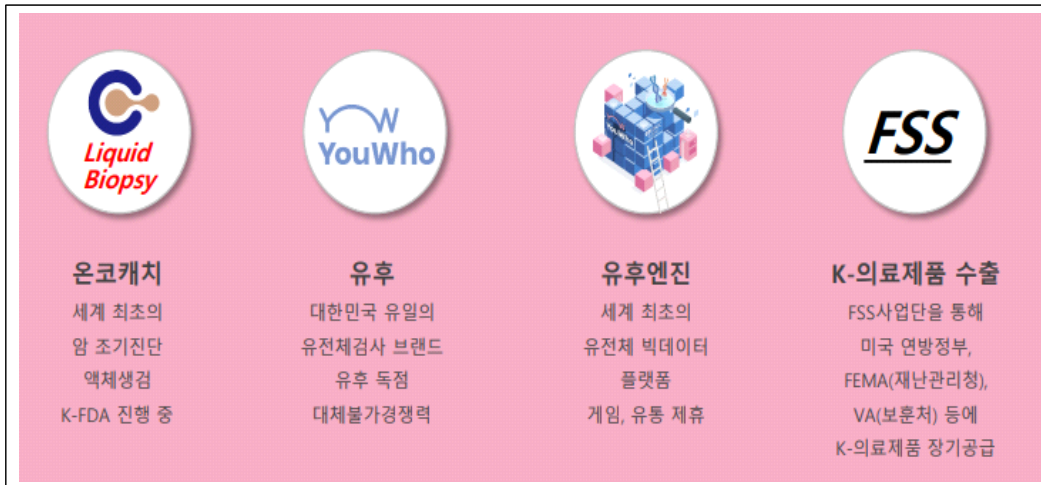 Liquid
Biopsy
온코캐치
세계 최초의
암 조기진단
액체생검
K-FDA 진행 중
YW
YouWho
유후
대한민국 유일의
유전체검사 브랜드
유후 독점
대체불가경쟁력
YOUWHO
유후엔진
세계 최초의
유전체 빅데이터
플랫폼
게임, 유통 제휴
FSS
K-의료제품 수출
FSS사업단을 통해
미국 연방정부,
FEMA(재난관리청),
VA(보훈처) 등에
K-의료제품 장기공급